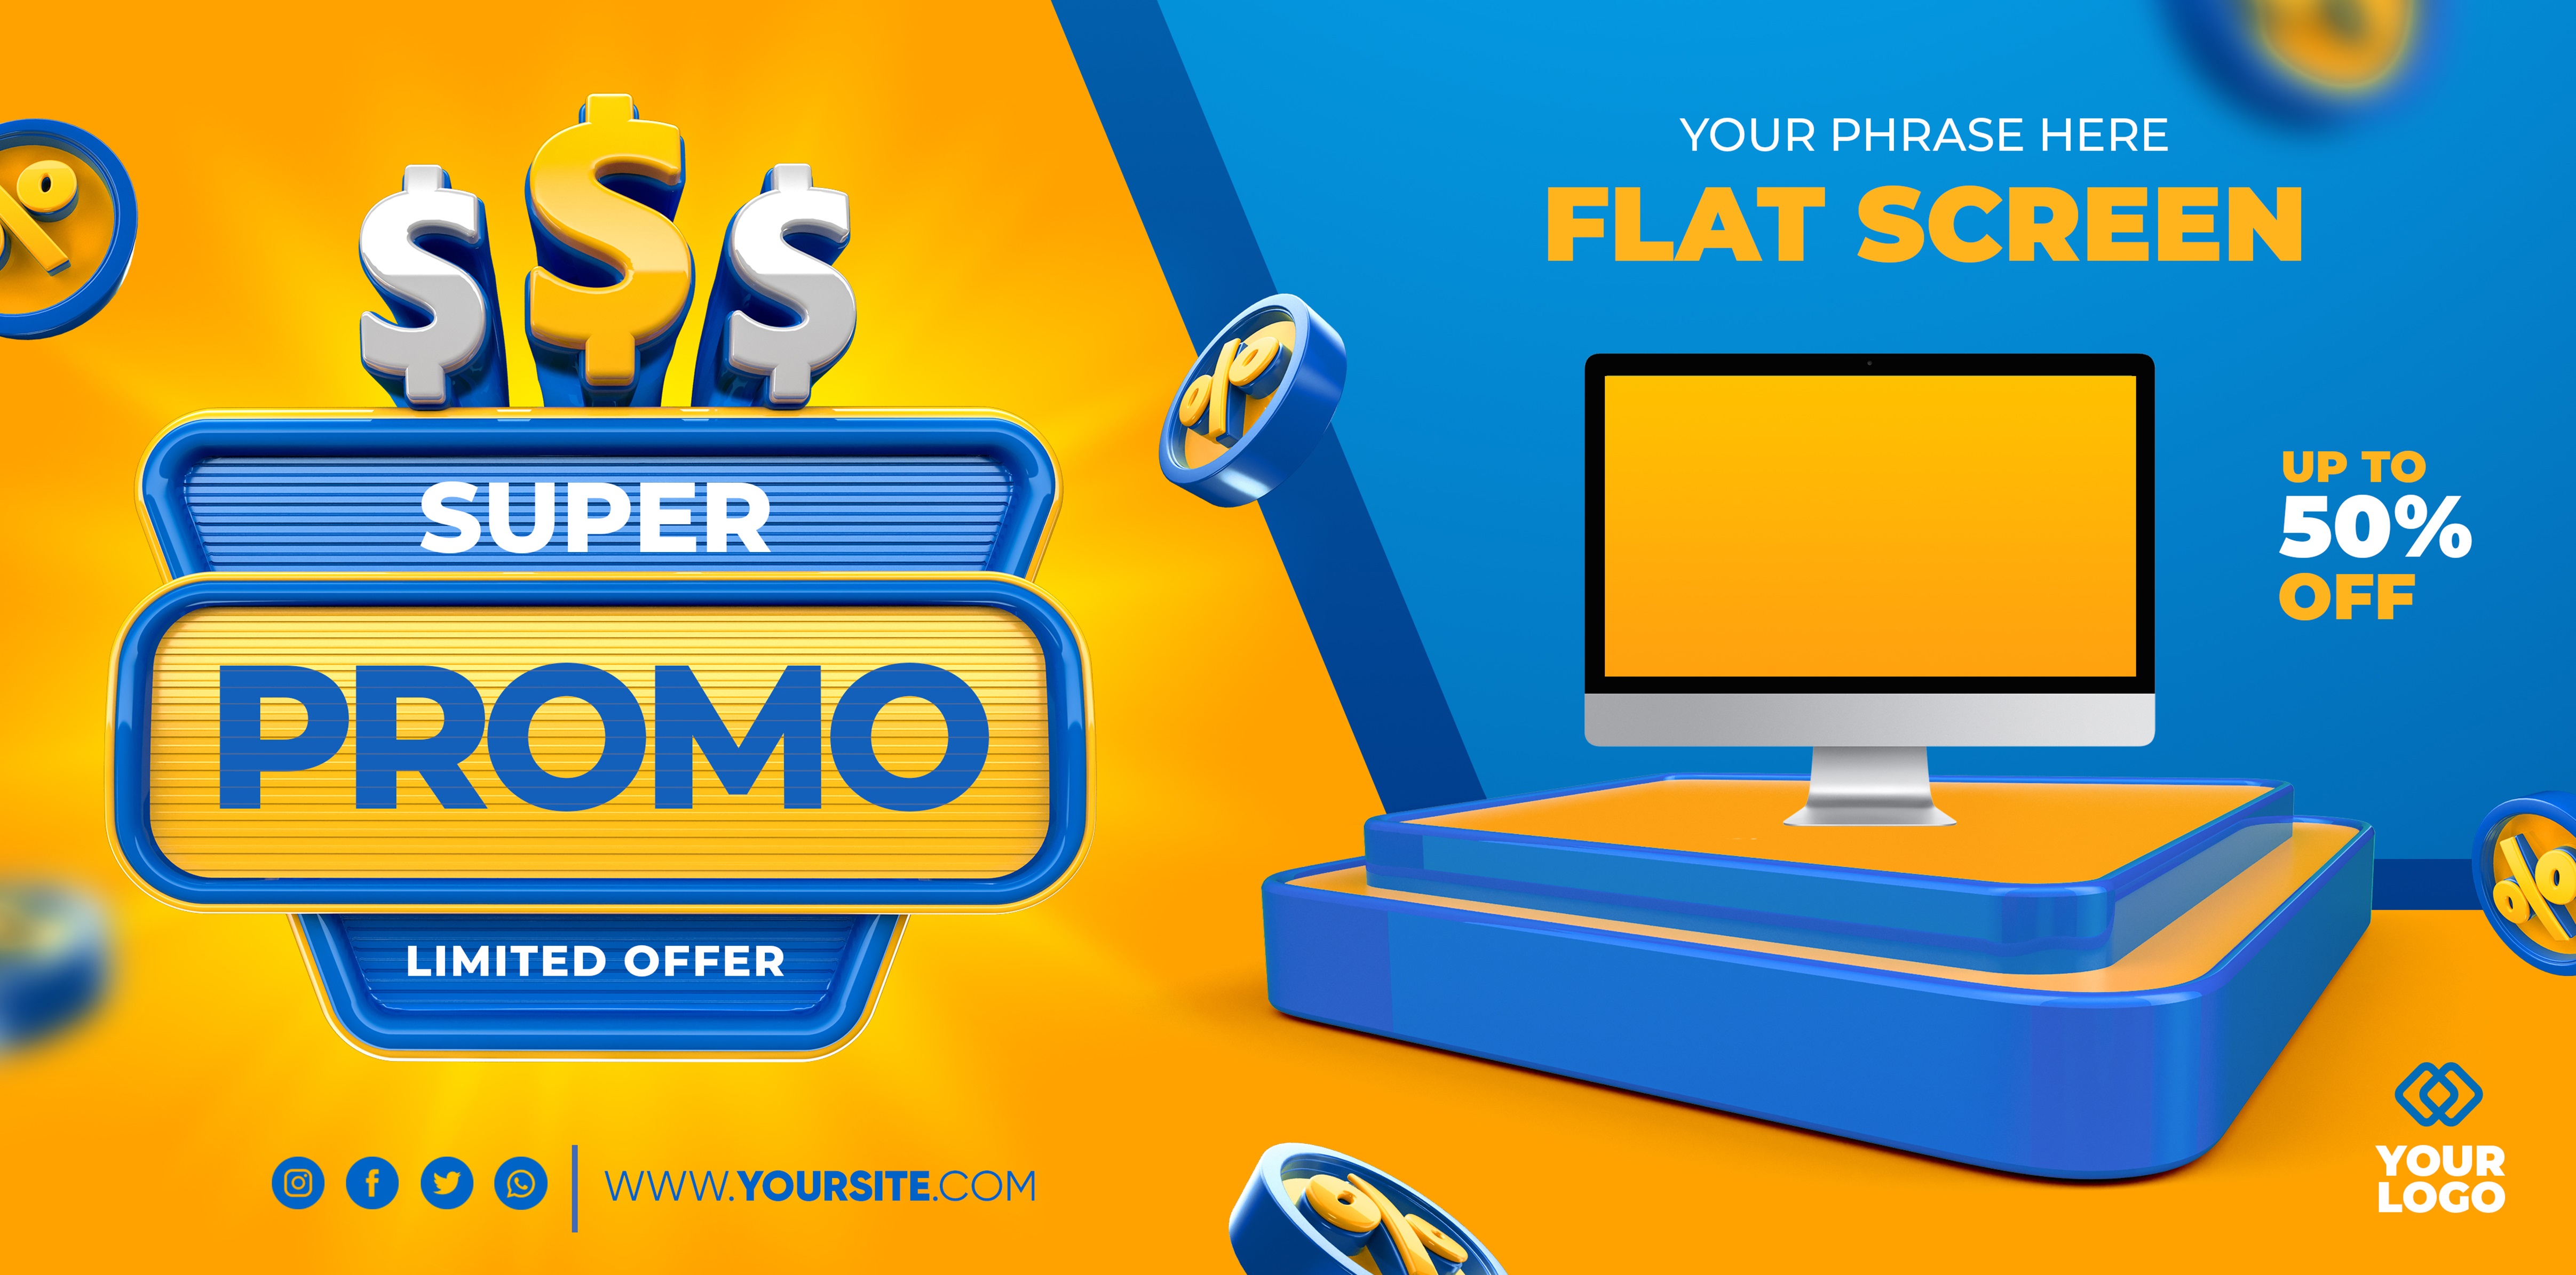 $ $ $
SUPER
PROMO
LIMITED OFFER
WWW.YOURSITE.COM
YOUR PHRASE HERE
FLAT SCREEN
UP TO
50%
OFF
%
%
%
%
YOUR
LOGO